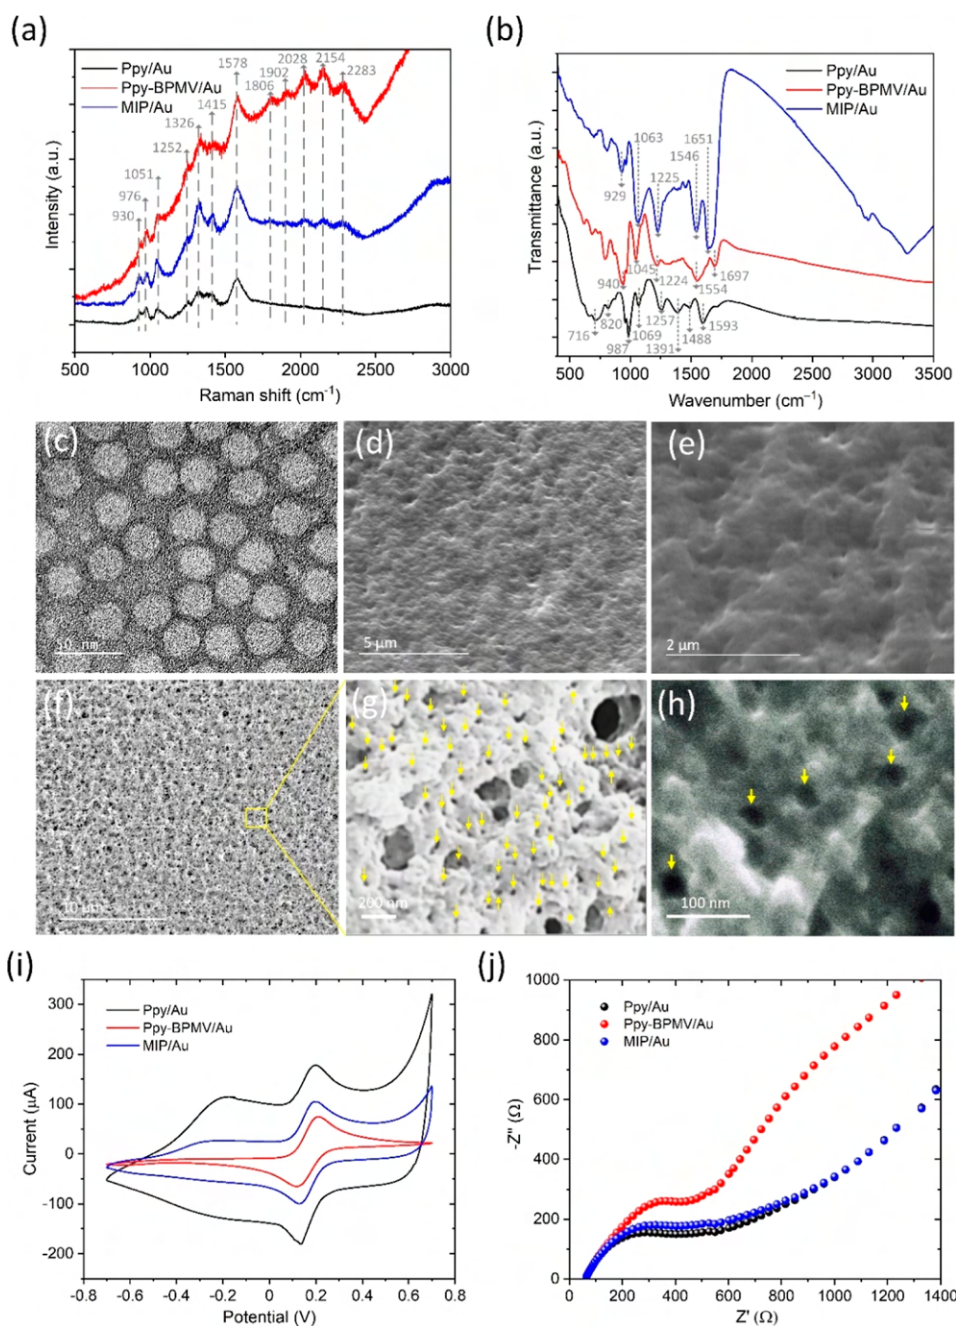 (a)
Intensity (a.u.)
Ppy/Au
Ppy-BPMV/Au
MIP/Au
930
976
1051
1252
1326
1415
1578
1806
1902
2028
2154
2283
500 1000 1500 2000 2500 3000
Raman shift (cm⁻¹)
(b)
Transmittance (a.u.)
Ppy/Au
Ppy-BPMV/Au
MIP/Au
929
1063
1225
1546
1651
940
1045
1224
1554
1697
716
820
987
1069
1257
1391
1488
1593
500 1000 1500 2000 2500 3000 3500
Wavenumber (cm⁻¹)
(c)
50 nm
(d)
5 μm
(e)
2 μm
(f)
10 μm
(g)
200 nm
(h)
100 nm
(i)
Current (μA)
300
200
100
0
-100
-200
Ppy/Au
Ppy-BPMV/Au
MIP/Au
-0.8 -0.6 -0.4 -0.2 0.0 0.2 0.4 0.6 0.8
Potential (V)
(j)
-Z" (Ω)
1000
800
600
400
200
0
Ppy/Au
Ppy-BPMV/Au
MIP/Au
0 200 400 600 800 1000 1200 1400
Z' (Ω)